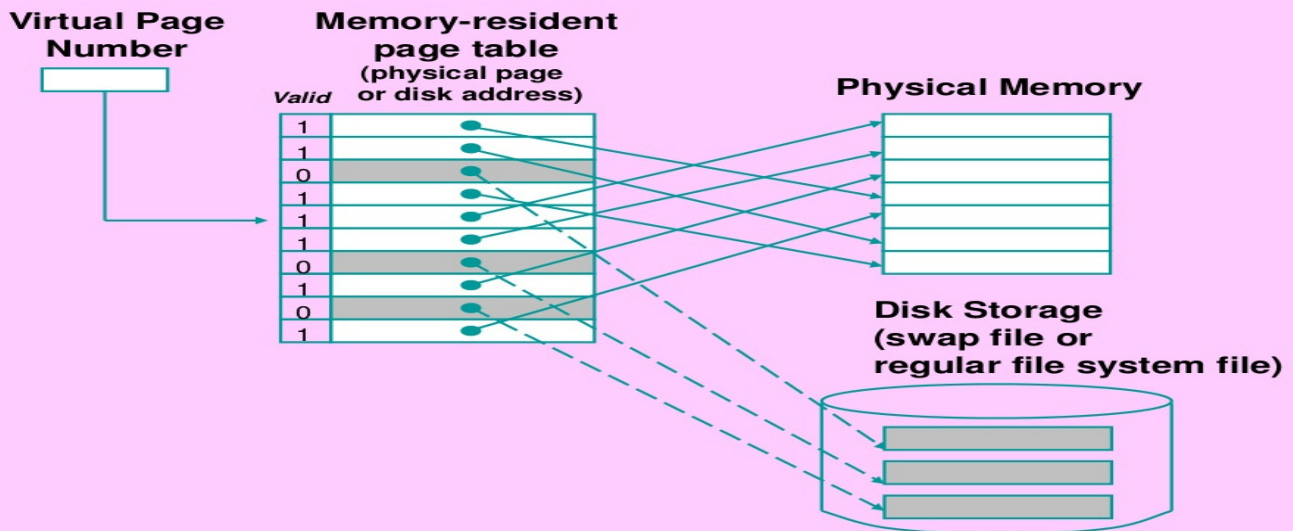 Virtual Page
Number
Memory-resident
page table
(physical page
or disk address)
Valid
1
1
0
1
1
1
0
1
0
1
Physical Memory
Disk Storage
(swap file or
regular file system file)